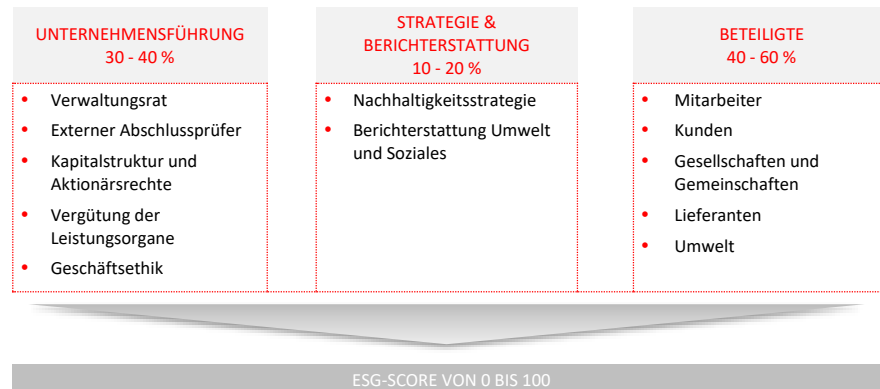 UNTERNEHMENSFÜHRUNG
30 - 40 %
• Verwaltungsrat
• Externer Abschlussprüfer
• Kapitalstruktur und
Aktionärsrechte
• Vergütung der
Leistungsorgane
• Geschäftsethik
STRATEGIE &
BERICHTERSTATTUNG
10 - 20 %
• Nachhaltigkeitsstrategie
• Berichterstattung Umwelt
und Soziales
BETEILIGTE
40 - 60 %
• Mitarbeiter
• Kunden
• Gesellschaften und
Gemeinschaften
• Lieferanten
• Umwelt
ESG-SCORE VON 0 BIS 100